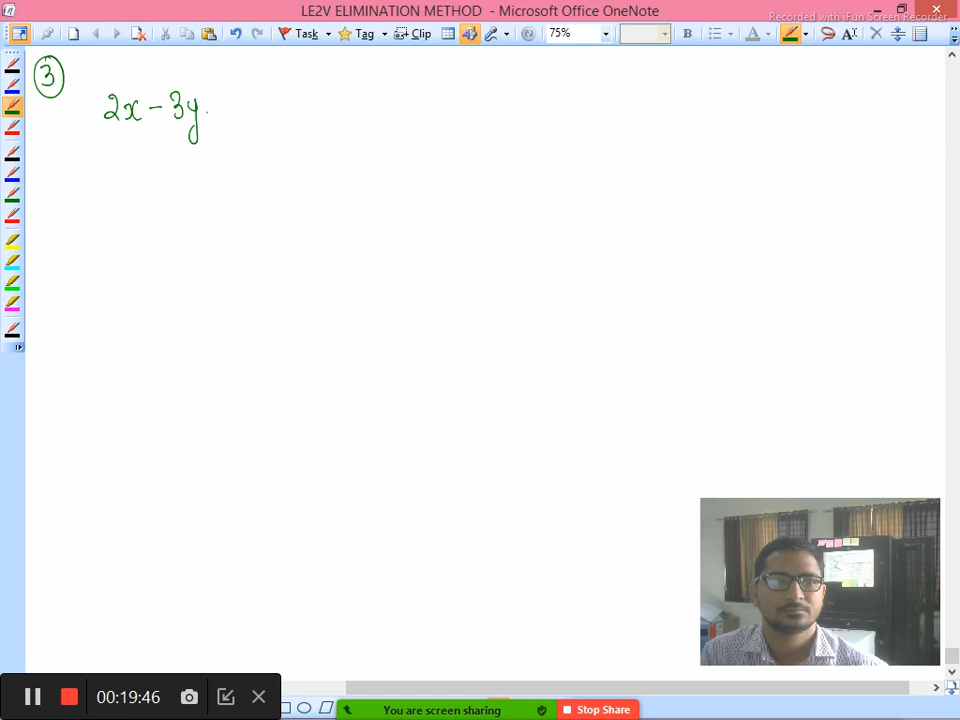 LE2V ELIMINATION METHOD - Microsoft Office OneNote
Recorded with iFun Screen Recorder
Task Tag Clip 75% B A A
③
2x - 3y
00:19:46
You are screen sharing Stop Share